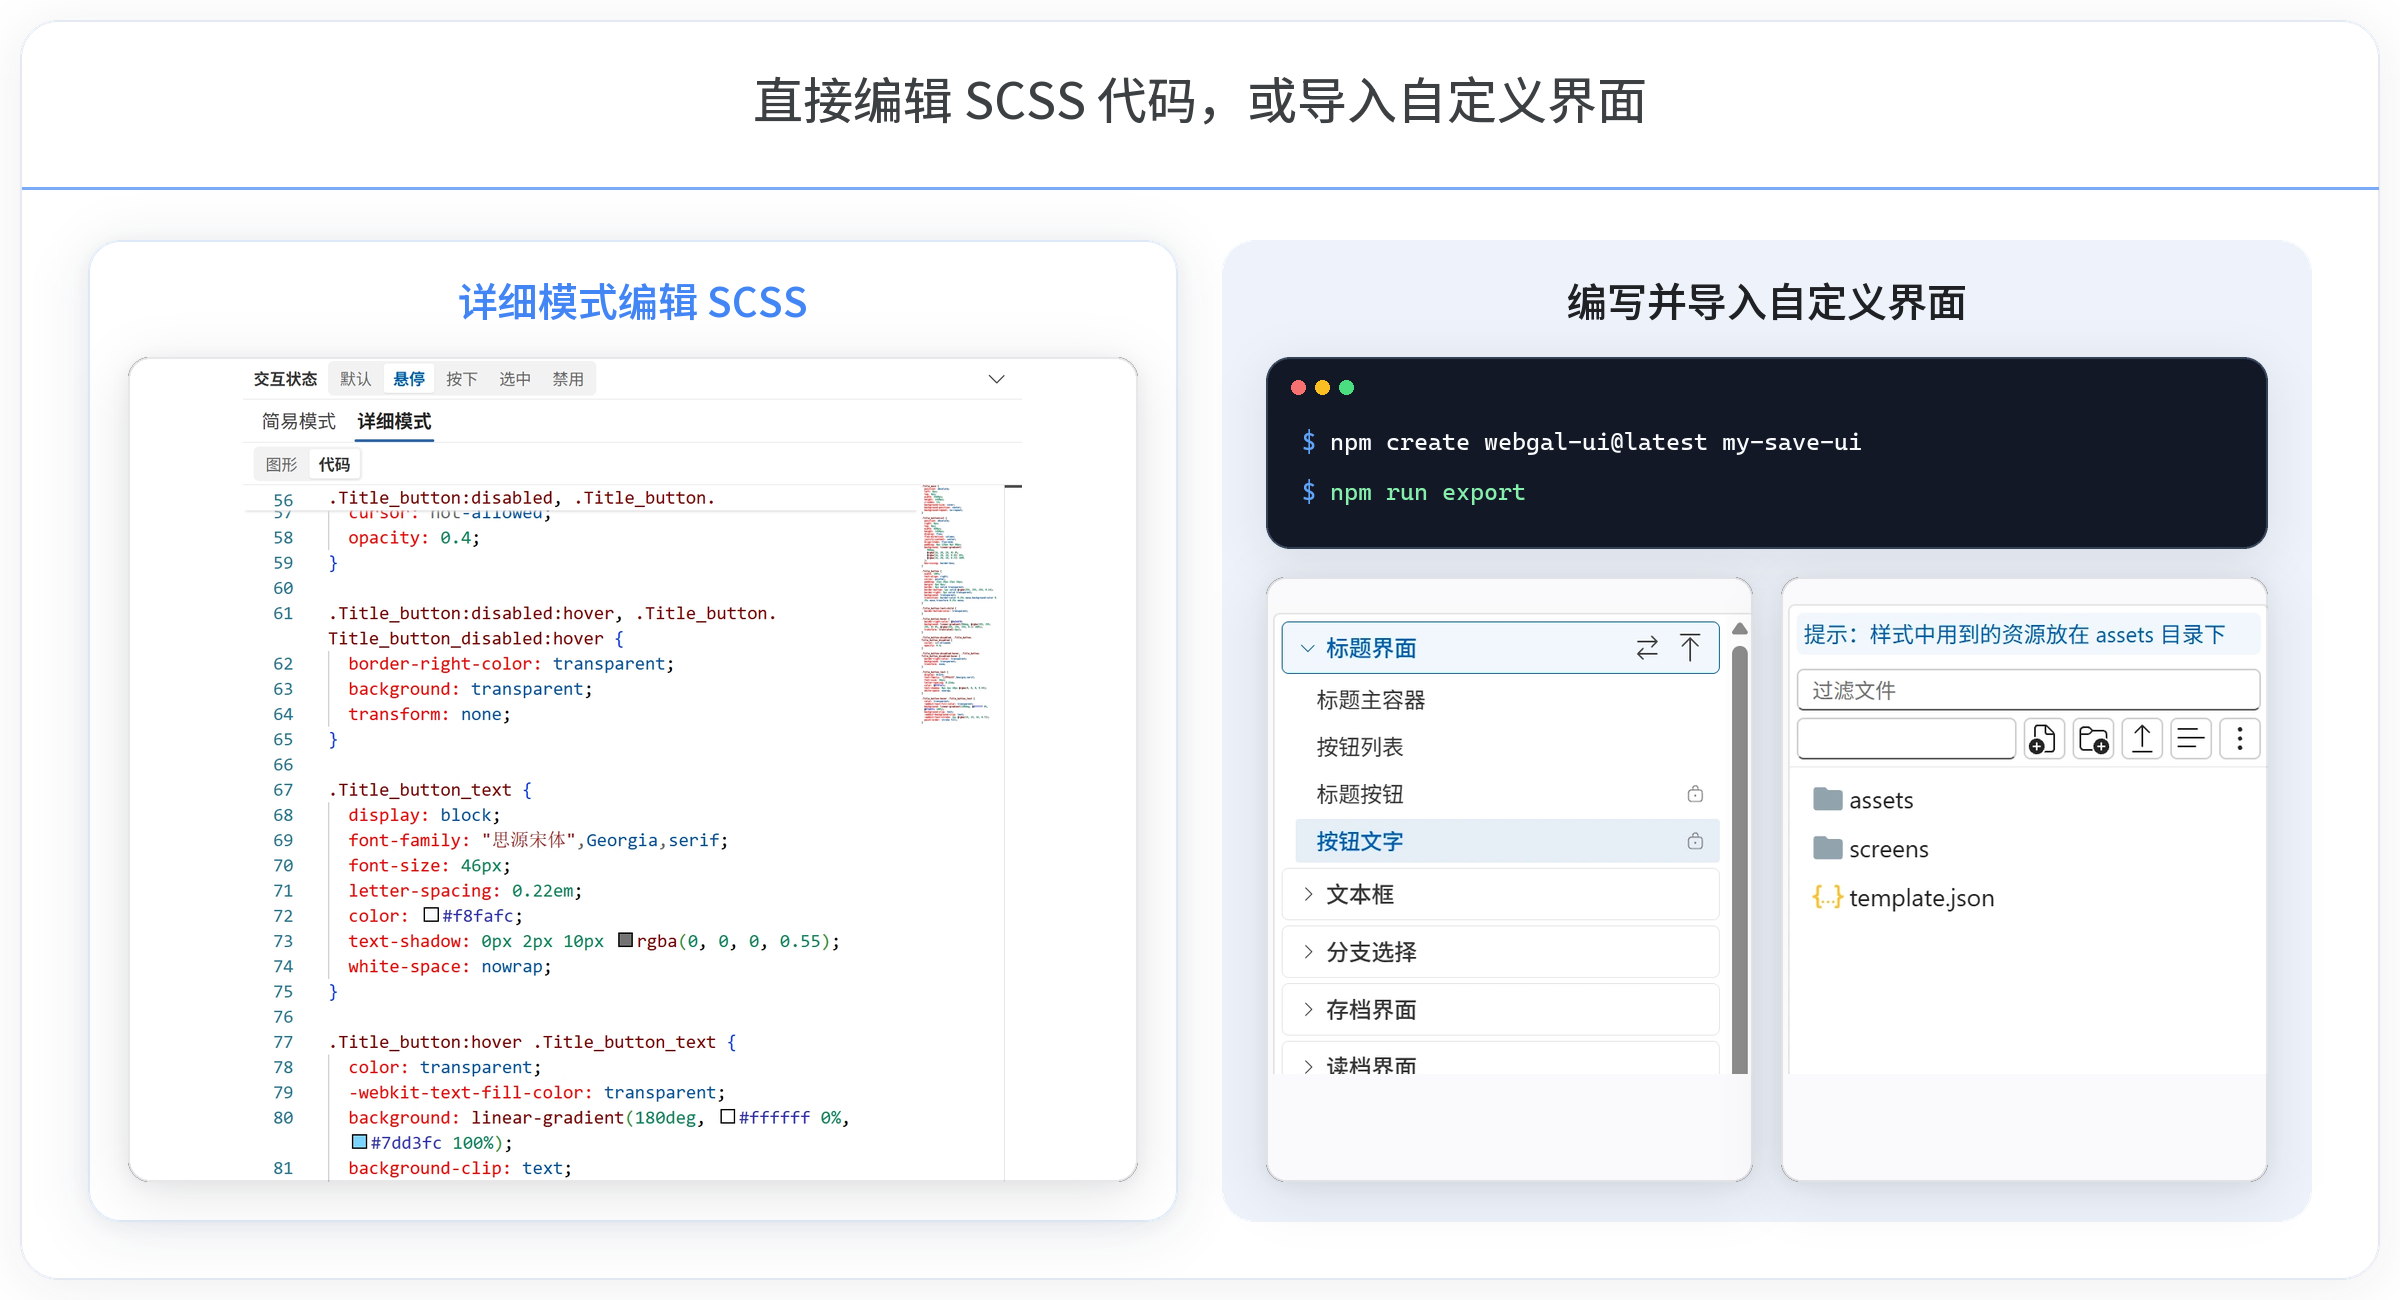 直接编辑 SCSS 代码，或导入自定义界面
详细模式编辑 SCSS
交互状态 默认 悬停 按下 选中 禁用
简易模式 详细模式
图形 代码
56 .Title_button:disabled, .Title_button.
57 cursor: not-allowed;
58 opacity: 0.4;
59 }
60
61 .Title_button:disabled:hover, .Title_button.
Title_button_disabled:hover {
62 border-right-color: transparent;
63 background: transparent;
64 transform: none;
65 }
66
67 .Title_button_text {
68 display: block;
69 font-family: "思源宋体",Georgia,serif;
70 font-size: 46px;
71 letter-spacing: 0.22em;
72 color: #f8fafc;
73 text-shadow: 0px 2px 10px rgba(0, 0, 0, 0.55);
74 white-space: nowrap;
75 }
76
77 .Title_button:hover .Title_button_text {
78 color: transparent;
79 -webkit-text-fill-color: transparent;
80 background: linear-gradient(180deg, #ffffff 0%,
#7dd3fc 100%);
81 background-clip: text;
编写并导入自定义界面
$ npm create webgal-ui@latest my-save-ui
$ npm run export
标题界面
标题主容器
按钮列表
标题按钮
按钮文字
文本框
分支选择
存档界面
读档界面
提示：样式中用到的资源放在 assets 目录下
过滤文件
assets
screens
{...} template.json